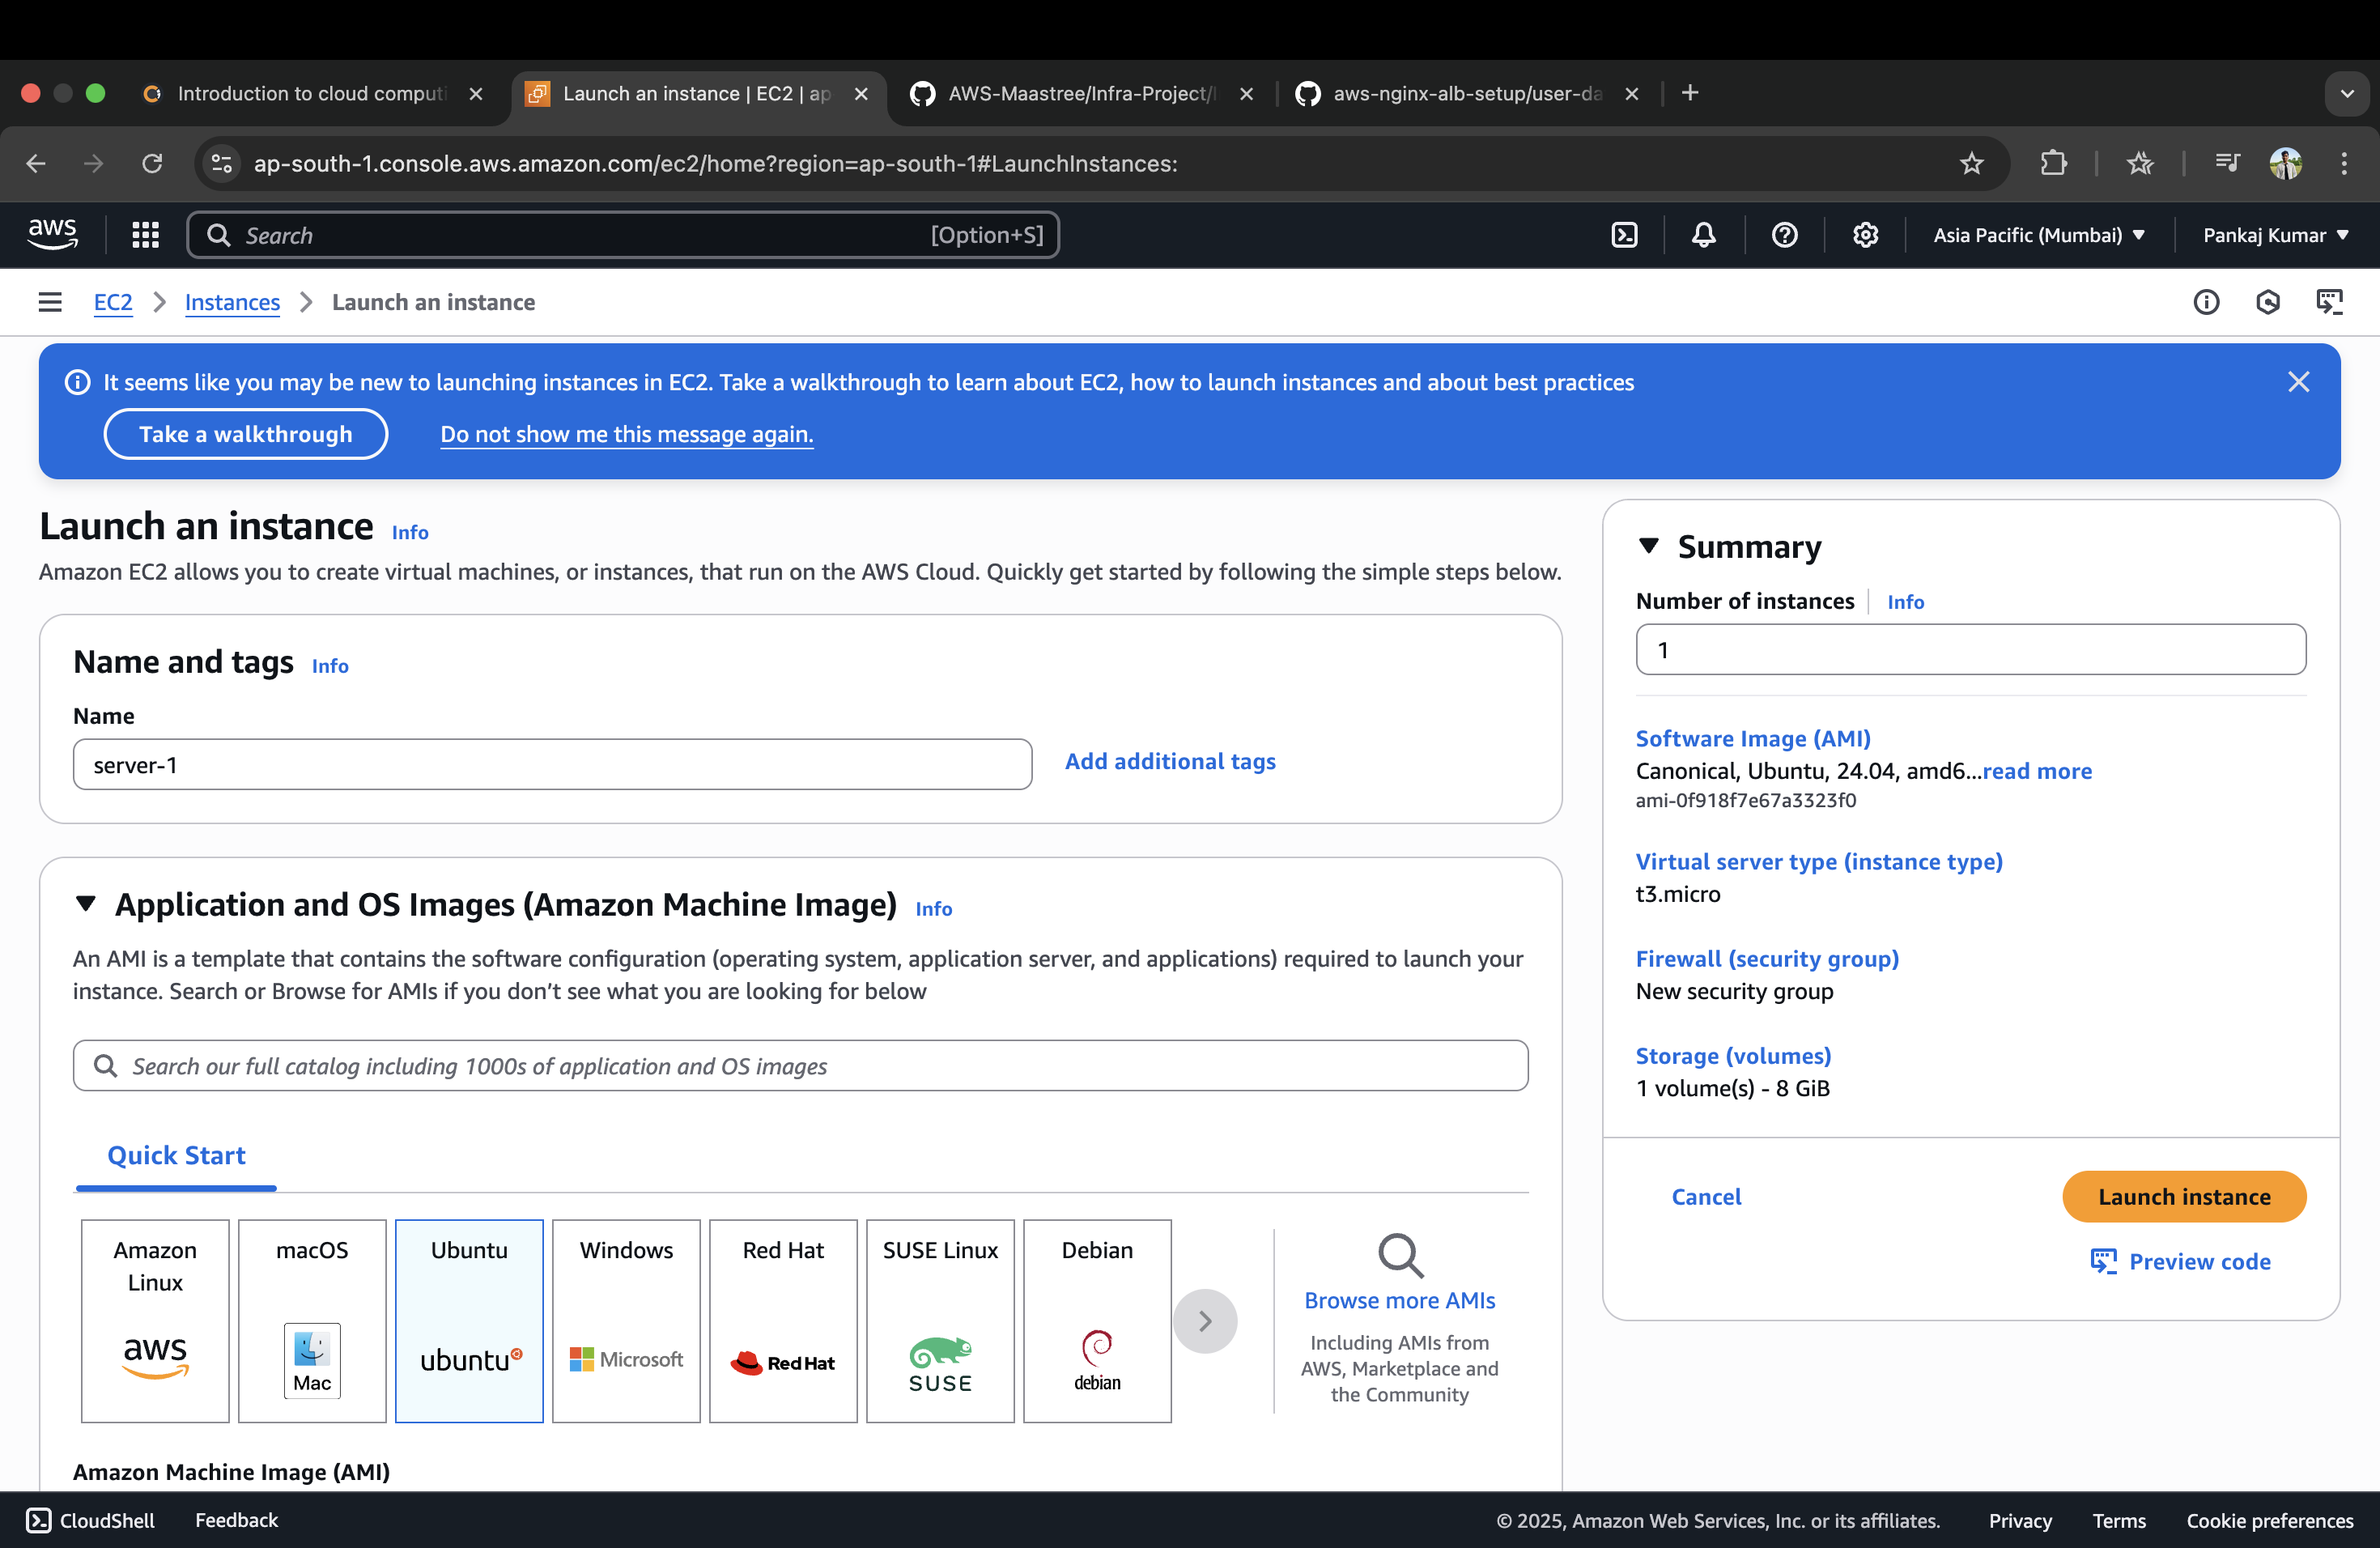 Introduction to cloud computi
Launch an instance | EC2 | ap
AWS-Maastree/Infra-Project/
aws-nginx-alb-setup/user-da
ap-south-1.console.aws.amazon.com/ec2/home?region=ap-south-1#LaunchInstances:
aws
Search
[Option+S]
Asia Pacific (Mumbai)
Pankaj Kumar
EC2
Instances
Launch an instance
It seems like you may be new to launching instances in EC2. Take a walkthrough to learn about EC2, how to launch instances and about best practices
Take a walkthrough
Do not show me this message again.
Launch an instance Info
Amazon EC2 allows you to create virtual machines, or instances, that run on the AWS Cloud. Quickly get started by following the simple steps below.
Name and tags Info
Name
server-1
Add additional tags
Application and OS Images (Amazon Machine Image) Info
An AMI is a template that contains the software configuration (operating system, application server, and applications) required to launch your
instance. Search or Browse for AMIs if you don’t see what you are looking for below
Search our full catalog including 1000s of application and OS images
Quick Start
Amazon
Linux
aws
macOS
Mac
Ubuntu
ubuntu
Windows
Microsoft
Red Hat
Red Hat
SUSE Linux
SUSE
Debian
debian
Browse more AMIs
Including AMIs from
AWS, Marketplace and
the Community
Amazon Machine Image (AMI)
Summary
Number of instances Info
1
Software Image (AMI)
Canonical, Ubuntu, 24.04, amd6...read more
ami-0f918f7e67a3323f0
Virtual server type (instance type)
t3.micro
Firewall (security group)
New security group
Storage (volumes)
1 volume(s) - 8 GiB
Cancel
Launch instance
Preview code
CloudShell
Feedback
© 2025, Amazon Web Services, Inc. or its affiliates.
Privacy
Terms
Cookie preferences